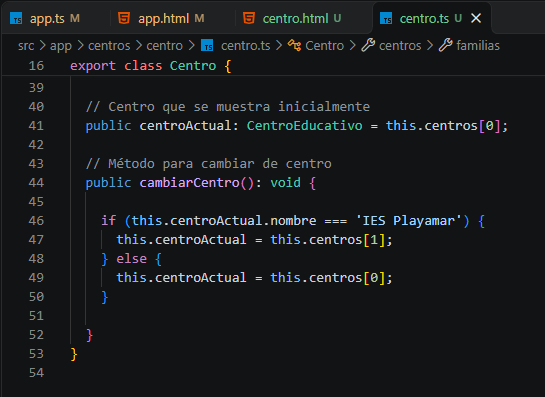 app.ts M app.html M centro.html U centro.ts U
src > app > centros > centro > centro.ts > Centro > centros > familias
16 export class Centro {
39
40 // Centro que se muestra inicialmente
41 public centroActual: CentroEducativo = this.centros[0];
42
43 // Método para cambiar de centro
44 public cambiarCentro(): void {
45
46 if (this.centroActual.nombre === 'IES Playamar') {
47 this.centroActual = this.centros[1];
48 } else {
49 this.centroActual = this.centros[0];
50 }
51
52 }
53 }
54